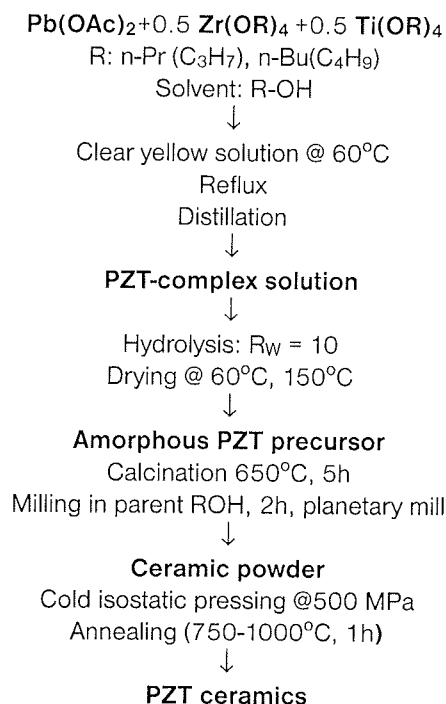 Pb(OAc)2+0.5 Zr(OR)4 +0.5 Ti(OR)4
R: n-Pr (C3H7), n-Bu(C4H9)
Solvent: R-OH
↓
Clear yellow solution @ 60°C
Reflux
Distillation
↓
PZT-complex solution
↓
Hydrolysis: RW = 10
Drying @ 60°C, 150°C
↓
Amorphous PZT precursor
Calcination 650°C, 5h
Milling in parent ROH, 2h, planetary mill
↓
Ceramic powder
Cold isostatic pressing @500 MPa
Annealing (750-1000°C, 1h)
↓
PZT ceramics